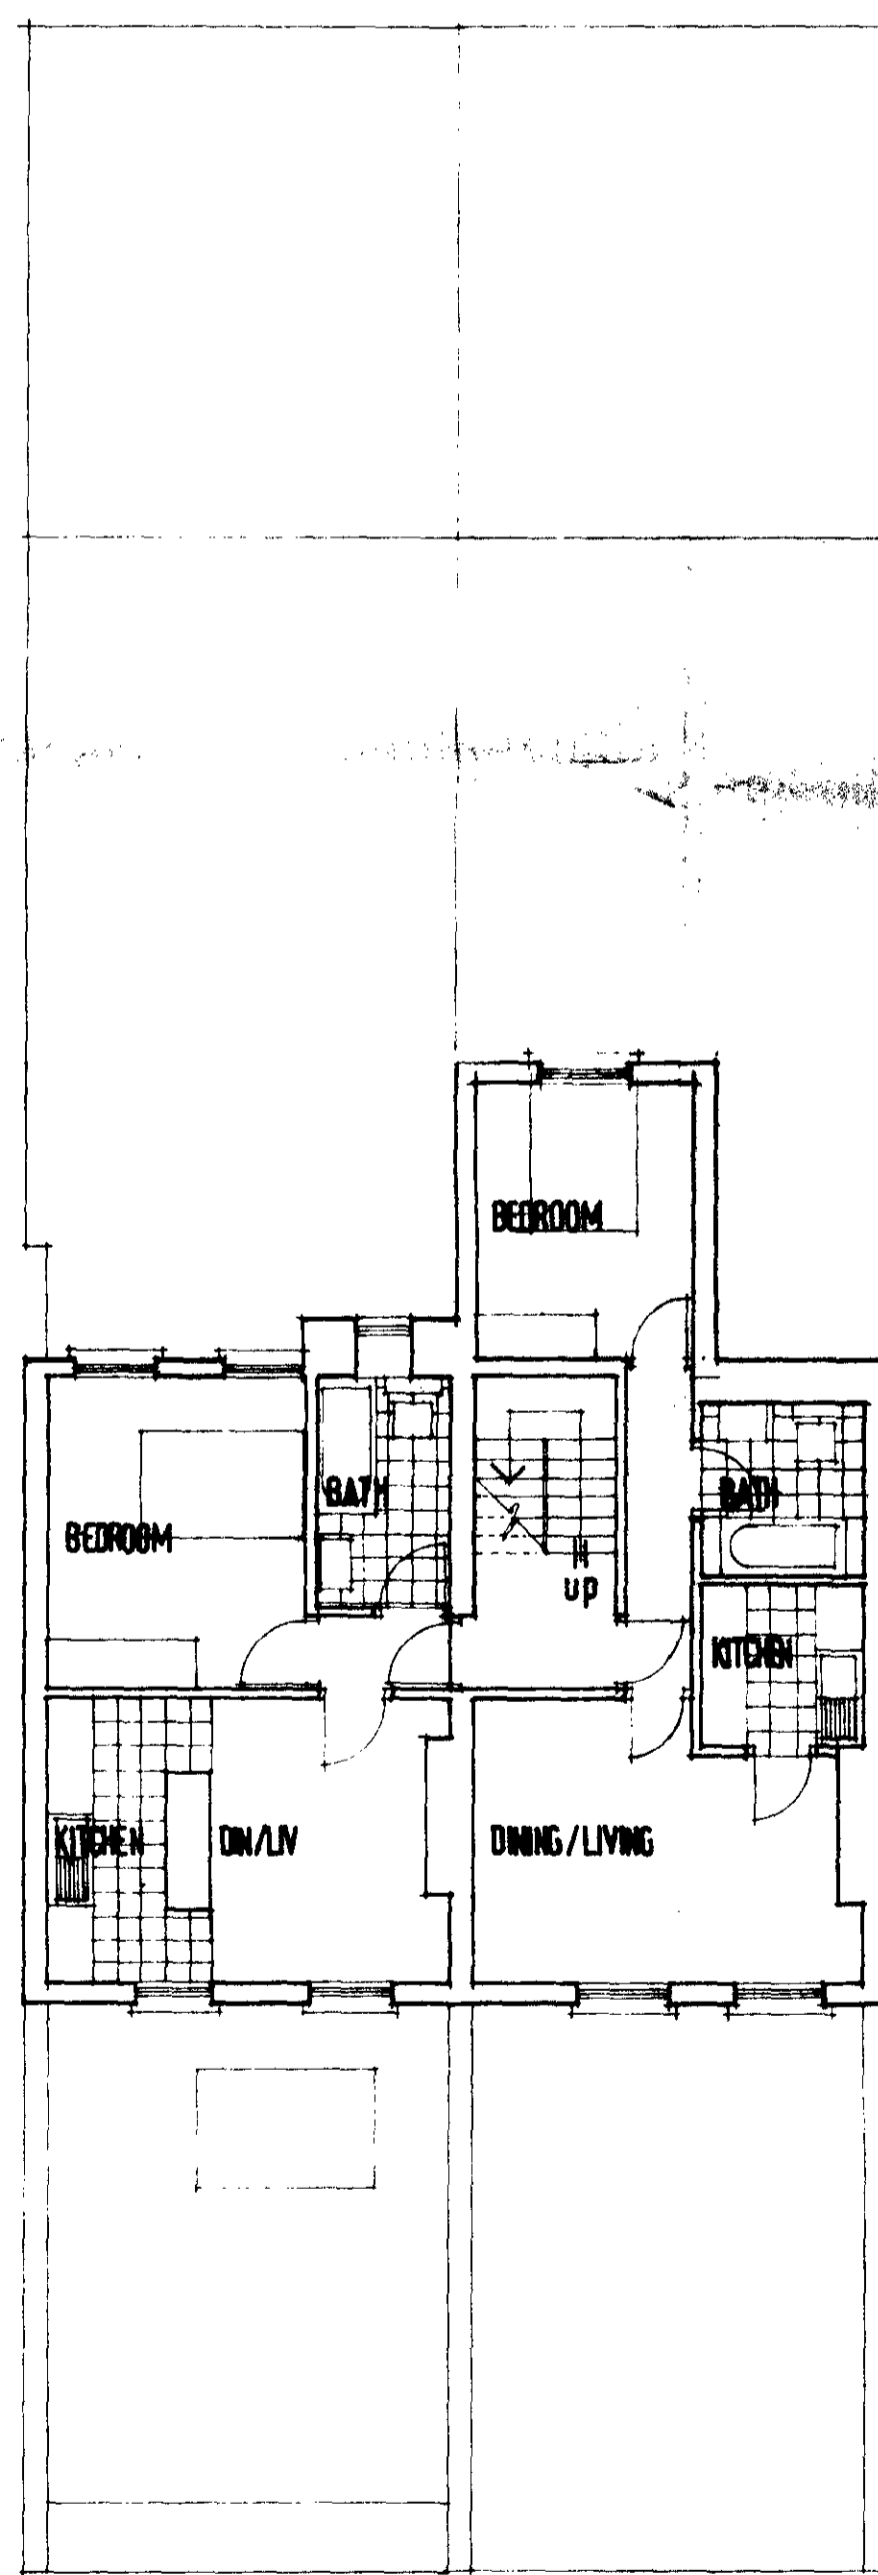 BEDROOM
BATH
BEDROOM
BATH
up
KITCHEN
KITCHEN
DIN/LIV
DINING / LIVING